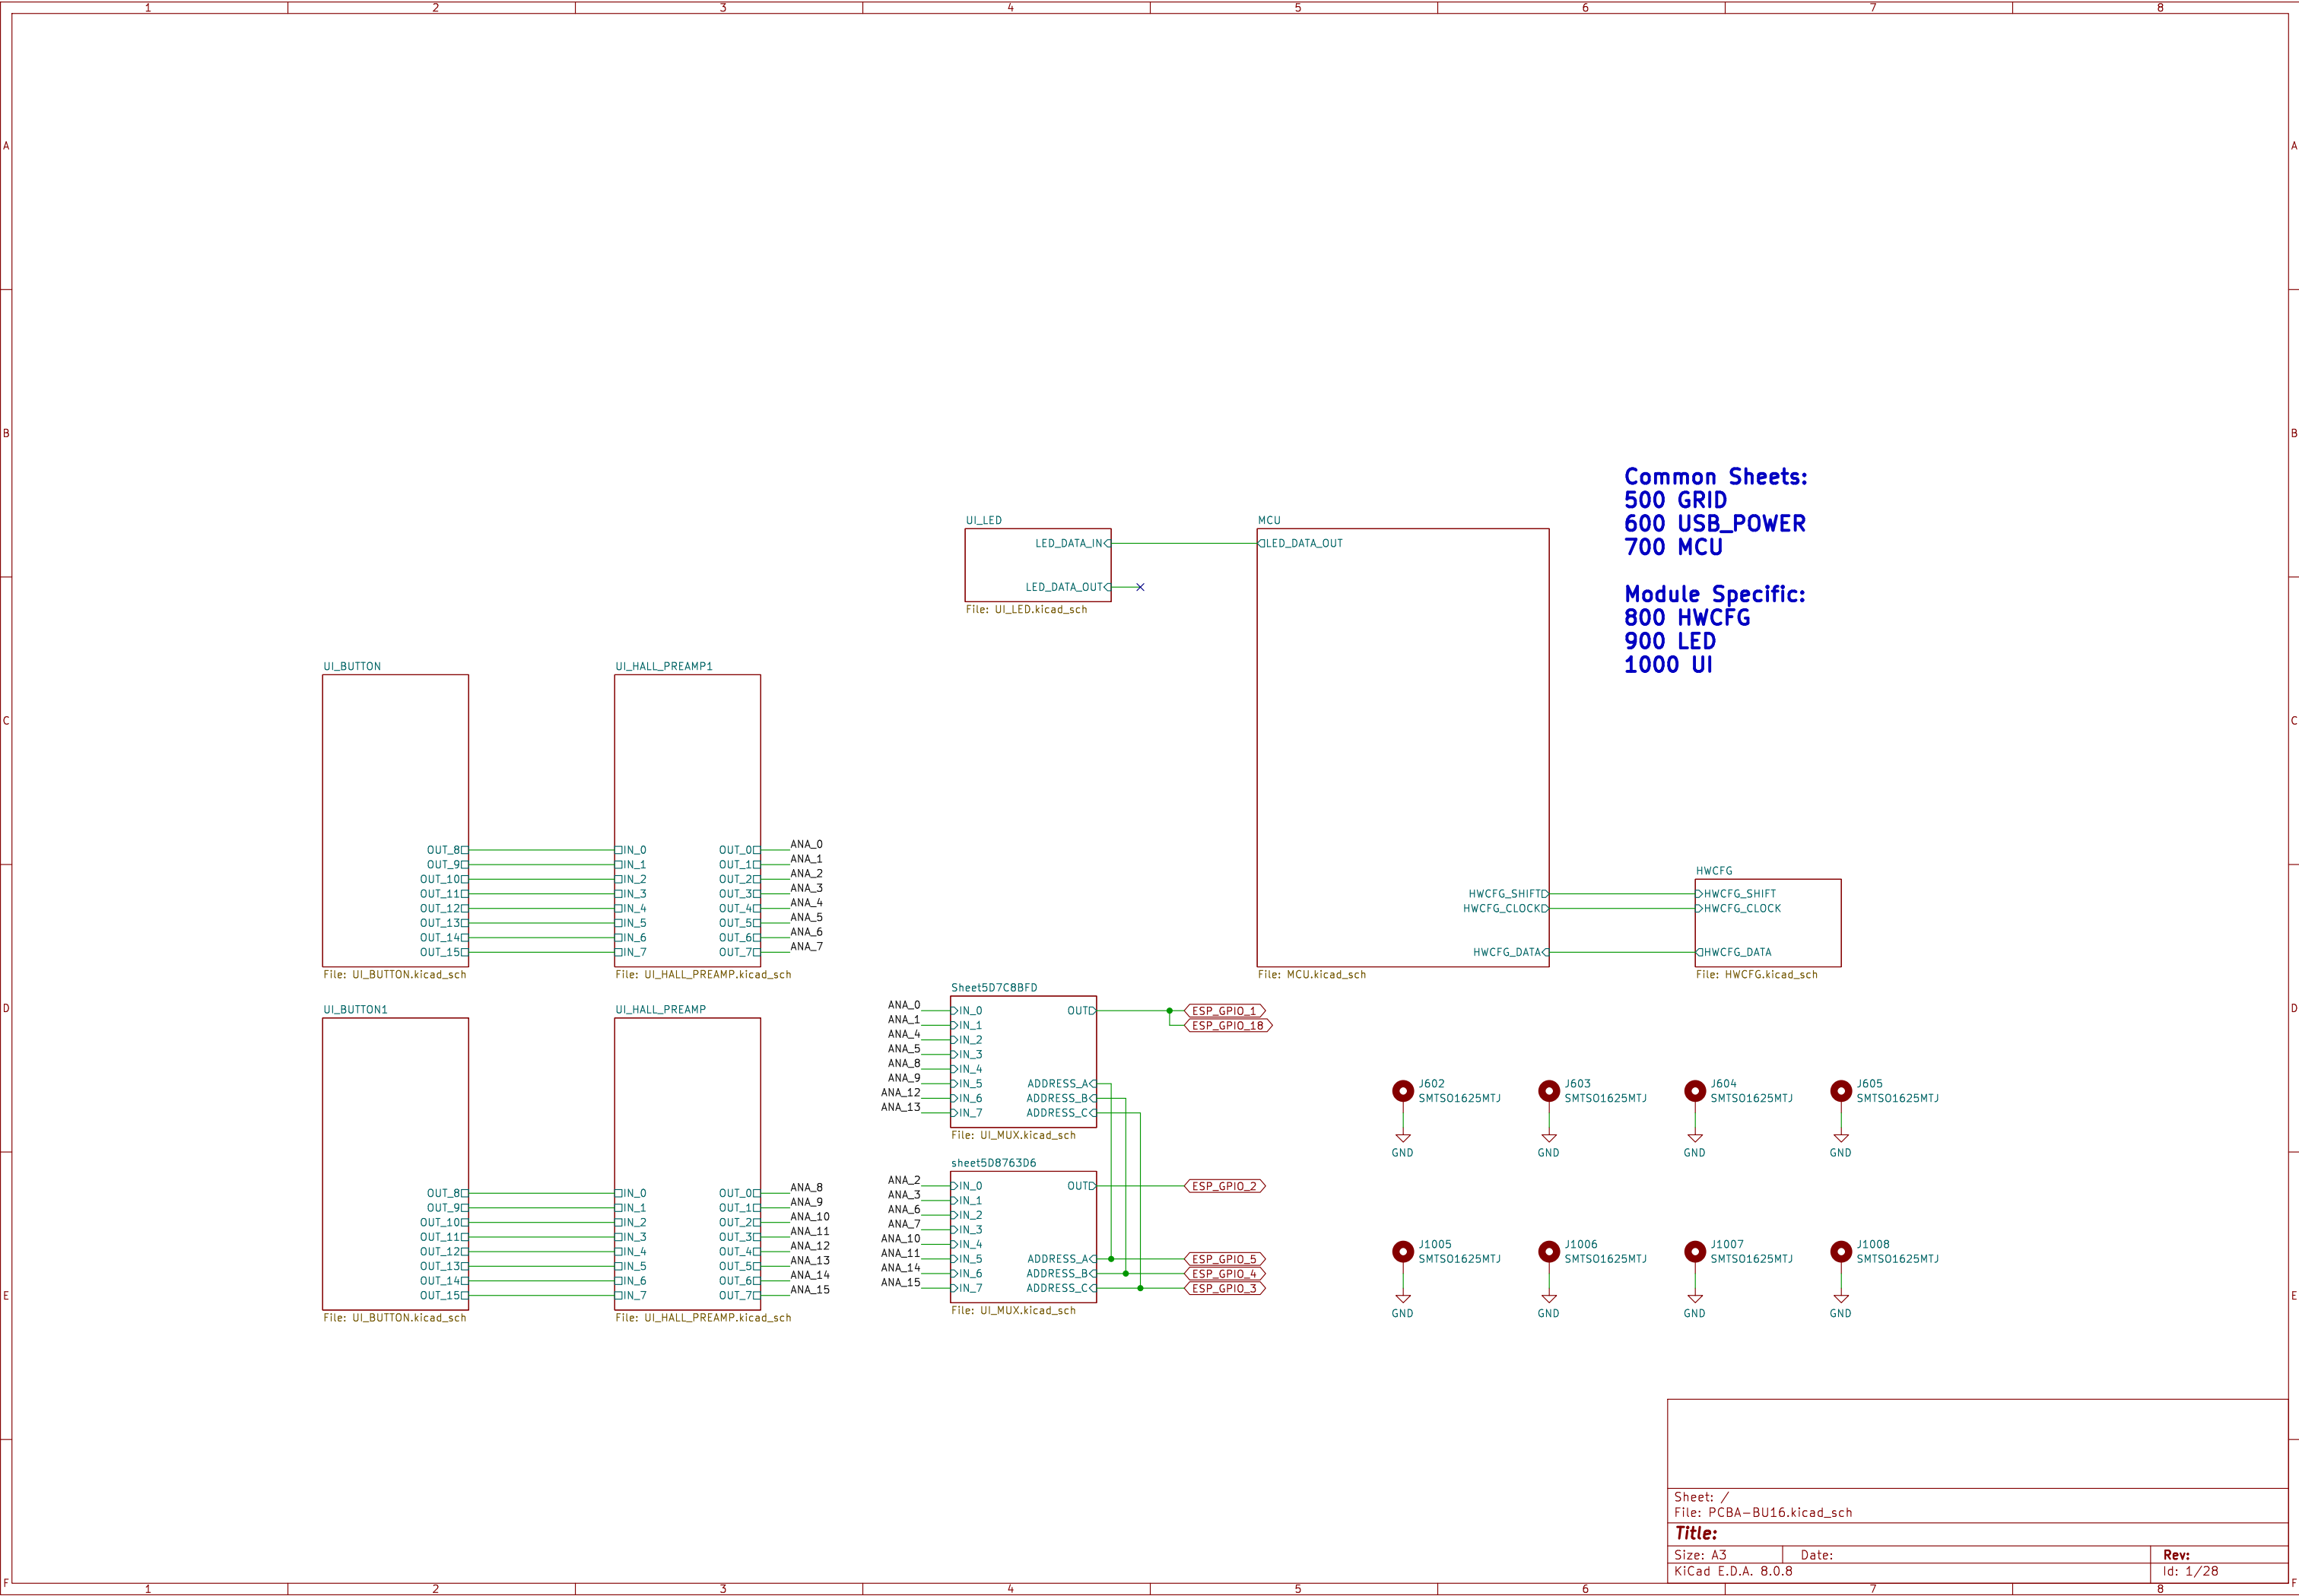 1 2 3 4 5 6 7 8
A A
B B
C C
D D
E E
F F
Common Sheets:
500 GRID
600 USB_POWER
700 MCU
Module Specific:
800 HWCFG
900 LED
1000 UI
UI_LED
LED_DATA_IN
LED_DATA_OUT
File: UI_LED.kicad_sch
MCU
LED_DATA_OUT
HWCFG_SHIFT
HWCFG_CLOCK
HWCFG_DATA
File: MCU.kicad_sch
HWCFG
HWCFG_SHIFT
HWCFG_CLOCK
HWCFG_DATA
File: HWCFG.kicad_sch
UI_BUTTON
OUT_8
OUT_9
OUT_10
OUT_11
OUT_12
OUT_13
OUT_14
OUT_15
File: UI_BUTTON.kicad_sch
UI_HALL_PREAMP1
IN_0 OUT_0 ANA_0
IN_1 OUT_1 ANA_1
IN_2 OUT_2 ANA_2
IN_3 OUT_3 ANA_3
IN_4 OUT_4 ANA_4
IN_5 OUT_5 ANA_5
IN_6 OUT_6 ANA_6
IN_7 OUT_7 ANA_7
File: UI_HALL_PREAMP.kicad_sch
UI_BUTTON1
OUT_8
OUT_9
OUT_10
OUT_11
OUT_12
OUT_13
OUT_14
OUT_15
File: UI_BUTTON.kicad_sch
UI_HALL_PREAMP
IN_0 OUT_0 ANA_8
IN_1 OUT_1 ANA_9
IN_2 OUT_2 ANA_10
IN_3 OUT_3 ANA_11
IN_4 OUT_4 ANA_12
IN_5 OUT_5 ANA_13
IN_6 OUT_6 ANA_14
IN_7 OUT_7 ANA_15
File: UI_HALL_PREAMP.kicad_sch
Sheet5D7C8BFD
ANA_0 IN_0 OUT ESP_GPIO_1
ANA_1 IN_1 ESP_GPIO_18
ANA_4 IN_2
ANA_5 IN_3
ANA_8 IN_4
ANA_9 IN_5 ADDRESS_A
ANA_12 IN_6 ADDRESS_B
ANA_13 IN_7 ADDRESS_C
File: UI_MUX.kicad_sch
sheet5D8763D6
ANA_2 IN_0 OUT ESP_GPIO_2
ANA_3 IN_1
ANA_6 IN_2
ANA_7 IN_3
ANA_10 IN_4
ANA_11 IN_5 ADDRESS_A ESP_GPIO_5
ANA_14 IN_6 ADDRESS_B ESP_GPIO_4
ANA_15 IN_7 ADDRESS_C ESP_GPIO_3
File: UI_MUX.kicad_sch
J602 J603 J604 J605
SMTSO1625MTJ SMTSO1625MTJ SMTSO1625MTJ SMTSO1625MTJ
GND GND GND GND
J1005 J1006 J1007 J1008
SMTSO1625MTJ SMTSO1625MTJ SMTSO1625MTJ SMTSO1625MTJ
GND GND GND GND
Sheet: /
File: PCBA-BU16.kicad_sch
Title:
Size: A3 Date: Rev:
KiCad E.D.A. 8.0.8 Id: 1/28
1 2 3 4 5 6 7 8